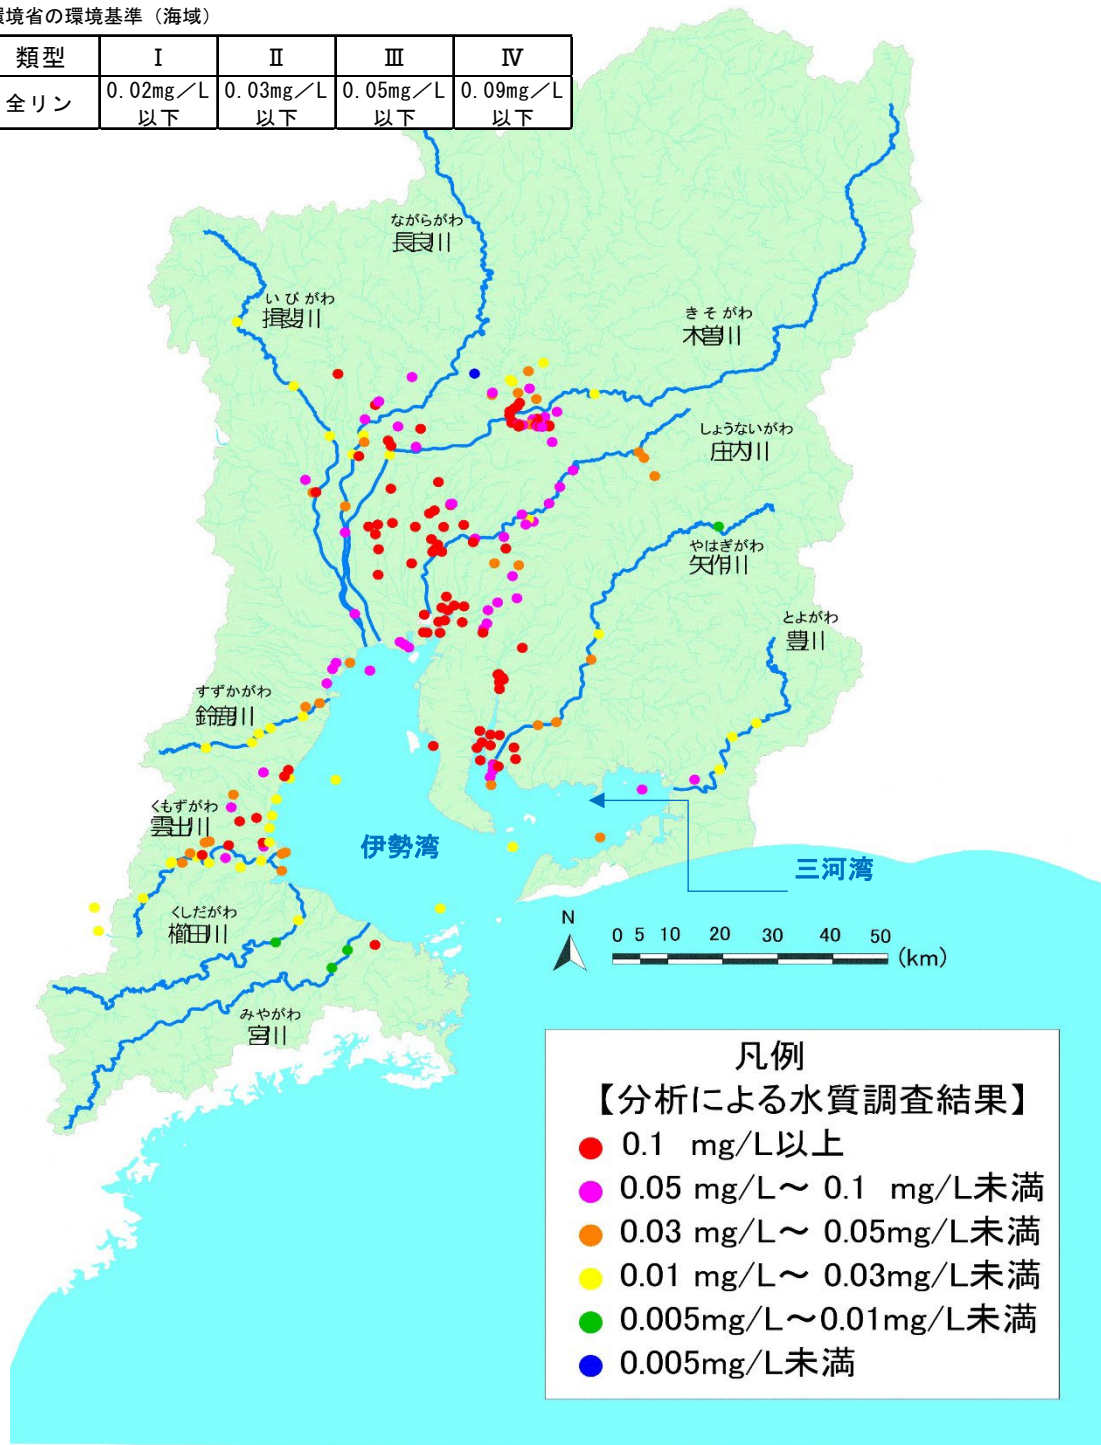 環境省の環境基準（海域）
類型 Ⅰ Ⅱ Ⅲ Ⅳ
全リン 0.02mg／L以下 0.03mg／L以下 0.05mg／L以下 0.09mg／L以下
ながらがわ
長良川
いびがわ
揖斐川
きそがわ
木曽川
しょうないがわ
庄内川
やはぎがわ
矢作川
とよがわ
豊川
すずかがわ
鈴鹿川
くもずがわ
雲出川
伊勢湾
三河湾
くしだがわ
櫛田川
みやがわ
宮川
N
0 5 10 20 30 40 50 (km)
凡例
【分析による水質調査結果】
0.1 mg/L以上
0.05 mg/L～ 0.1 mg/L未満
0.03 mg/L～ 0.05mg/L未満
0.01 mg/L～ 0.03mg/L未満
0.005mg/L～0.01mg/L未満
0.005mg/L未満